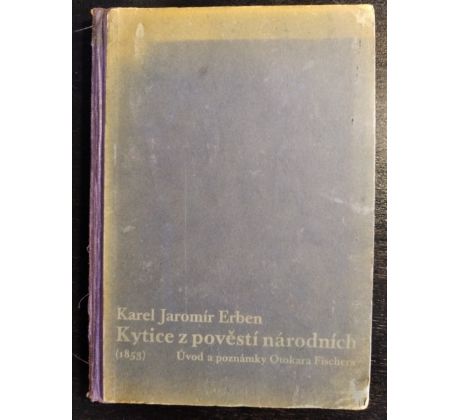 Karel Jaromír Erben
Kytice z pověstí národních
(1853) Úvod a poznámky Otokara Fischera